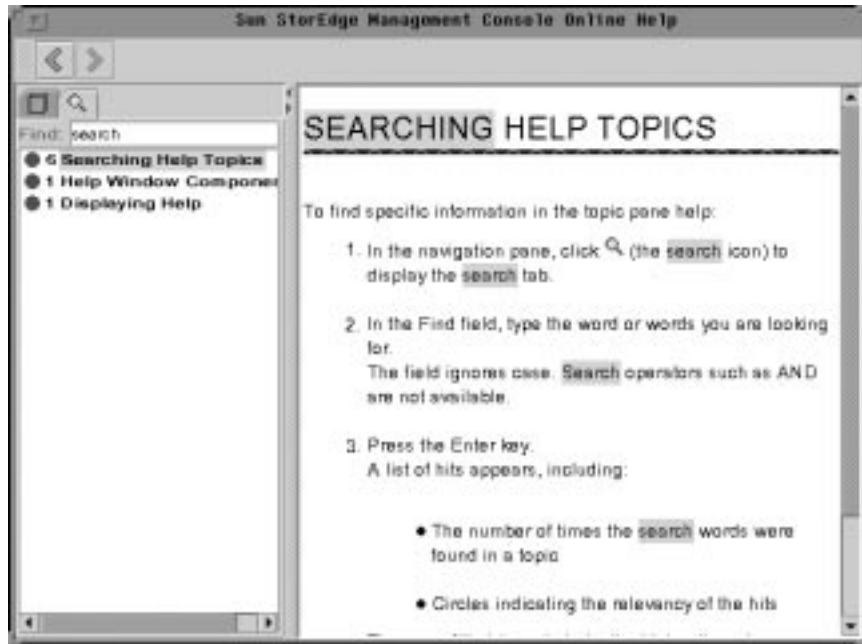 Sun StorEdge Management Console Online Help
Find: search
6 Searching Help Topics
1 Help Window Componen
1 Displaying Help
SEARCHING HELP TOPICS
To find specific information in the topic pane help:
1. In the navigation pane, click (the search icon) to
display the search tab.
2. In the Find field, type the word or words you are looking
for.
The field ignores case. Search operators such as AND
are not available.
3. Press the Enter key.
A list of hits appears, including:
• The number of times the search words were
found in a topic
• Circles indicating the relevancy of the hits